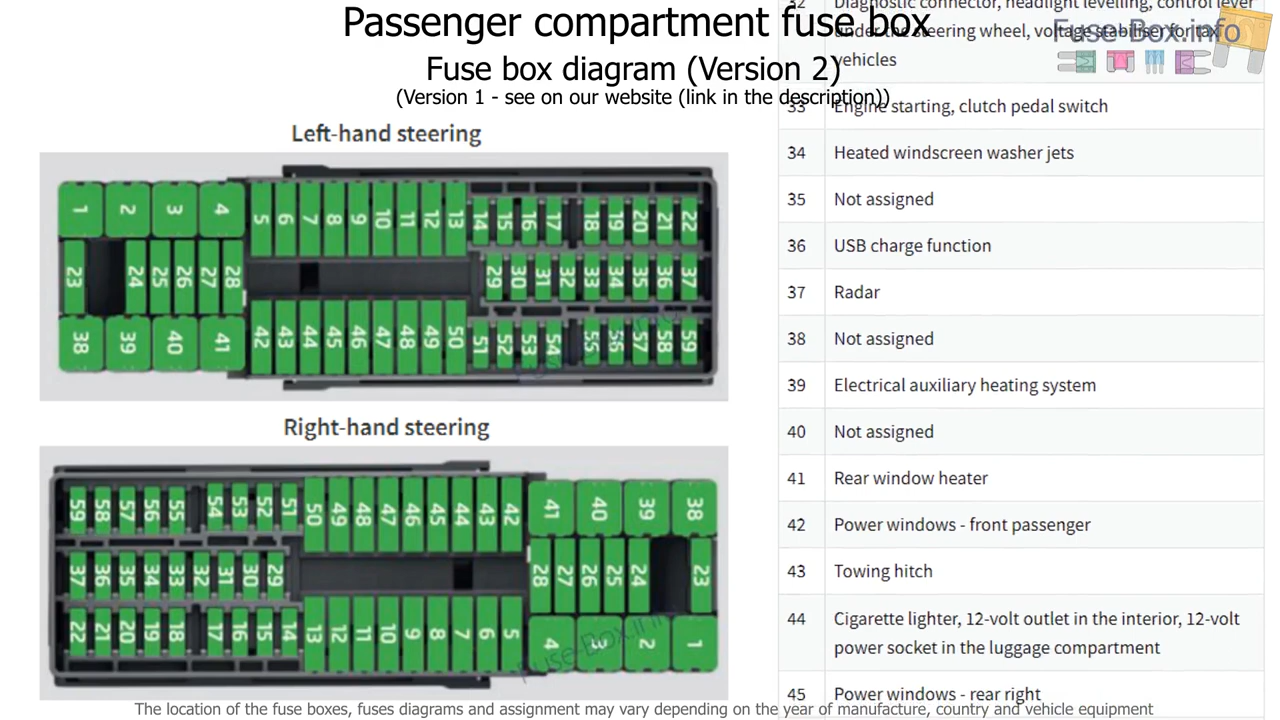 Passenger compartment fuse box
Fuse box diagram (Version 2)
(Version 1 - see on our website (link in the description))
Fuse-Box.info
Left-hand steering
1 2 3 4 5 6 7 8 9 10 11 12 13 14 15 16 17 18 19 20 21 22
23 24 25 26 27 28 29 30 31 32 33 34 35 36 37
38 39 40 41 42 43 44 45 46 47 48 49 50 51 52 53 54 55 56 57 58 59
Right-hand steering
59 58 57 56 55 54 53 52 51 50 49 48 47 46 45 44 43 42 41 40 39 38
37 36 35 34 33 32 31 30 29 28 27 26 25 24 23
22 21 20 19 18 17 16 15 14 13 12 11 10 9 8 7 6 5 4 3 2 1
Fuse-Box.info
32 Diagnostic connector, headlight levelling, control lever
under the steering wheel, voltage stabiliser for taxi
vehicles
33 Engine starting, clutch pedal switch
34 Heated windscreen washer jets
35 Not assigned
36 USB charge function
37 Radar
38 Not assigned
39 Electrical auxiliary heating system
40 Not assigned
41 Rear window heater
42 Power windows - front passenger
43 Towing hitch
44 Cigarette lighter, 12-volt outlet in the interior, 12-volt
power socket in the luggage compartment
45 Power windows - rear right
The location of the fuse boxes, fuses diagrams and assignment may vary depending on the year of manufacture, country and vehicle equipment